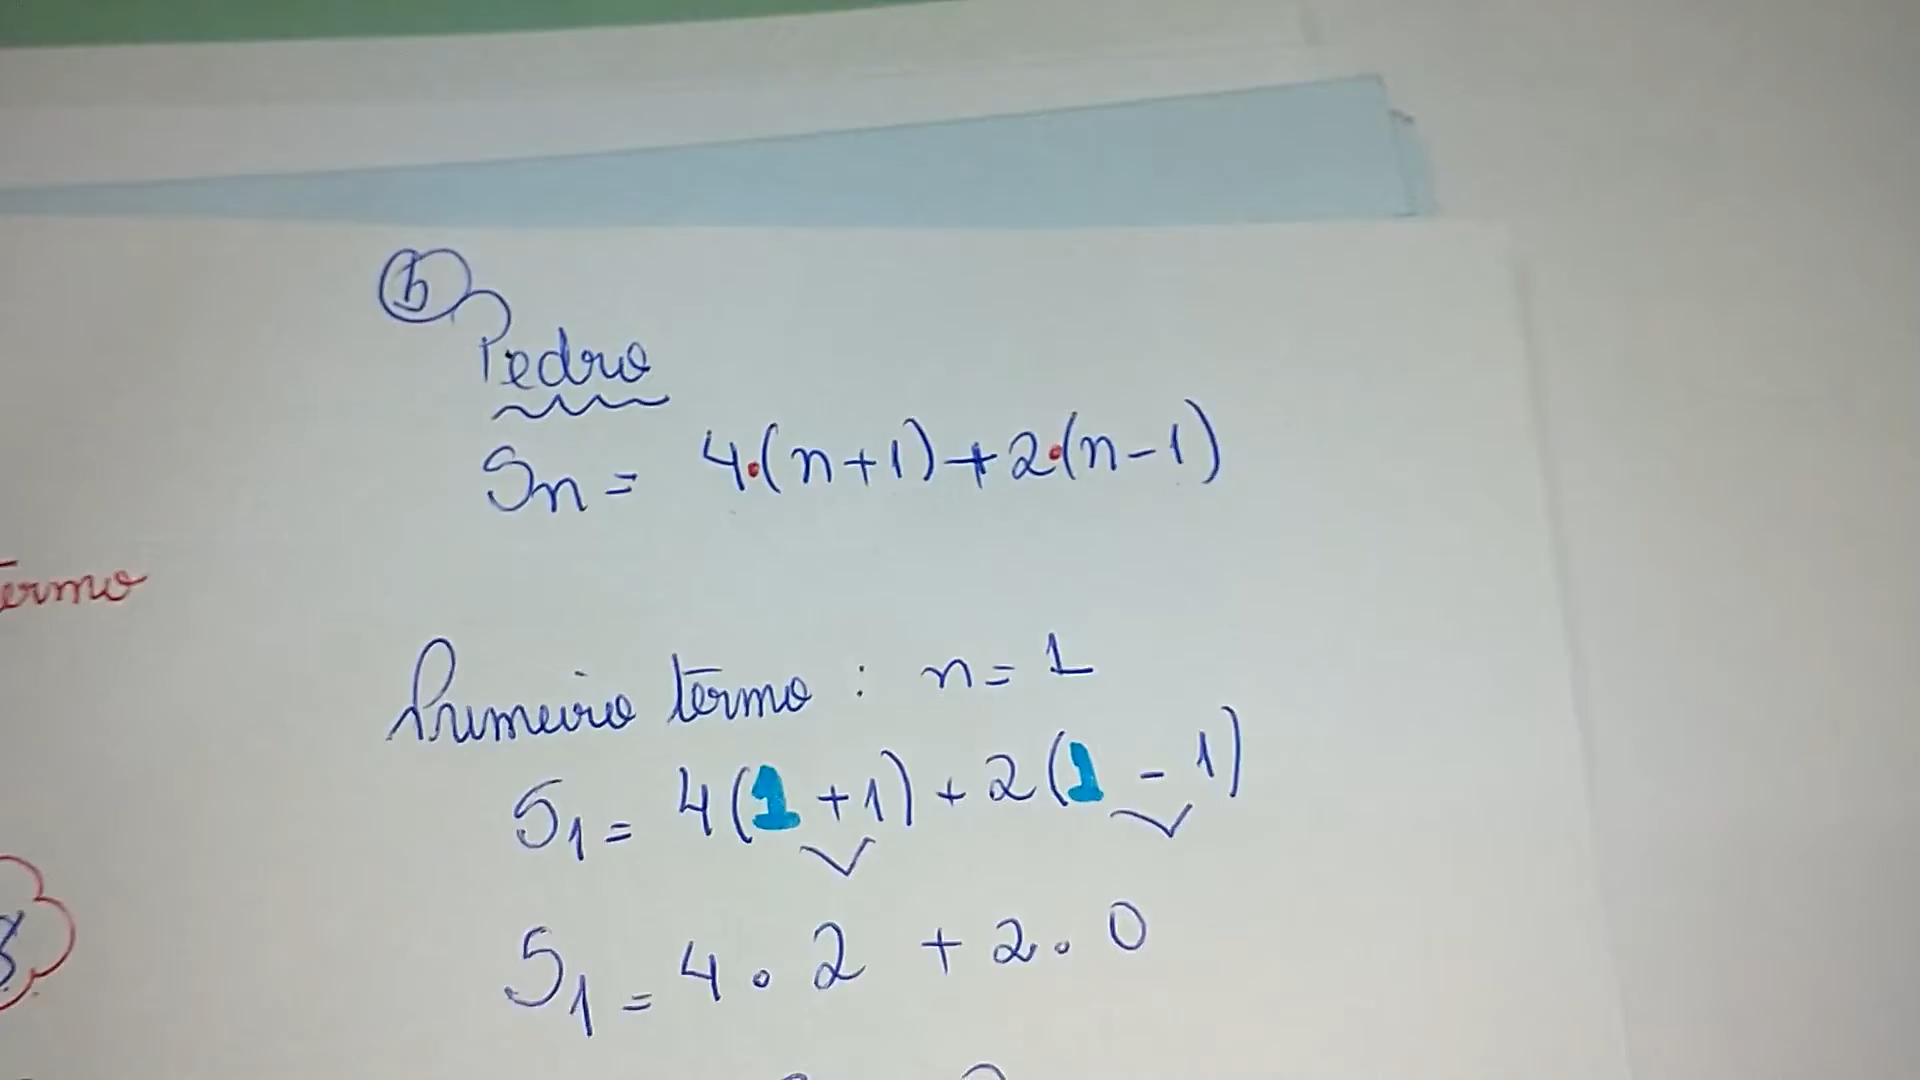 b
Pedro
Sn = 4·(n+1)+2·(n-1)
Primeiro termo : n = 1
S1 = 4(1+1)+2(1-1)
S1 = 4 . 2 + 2 . 0